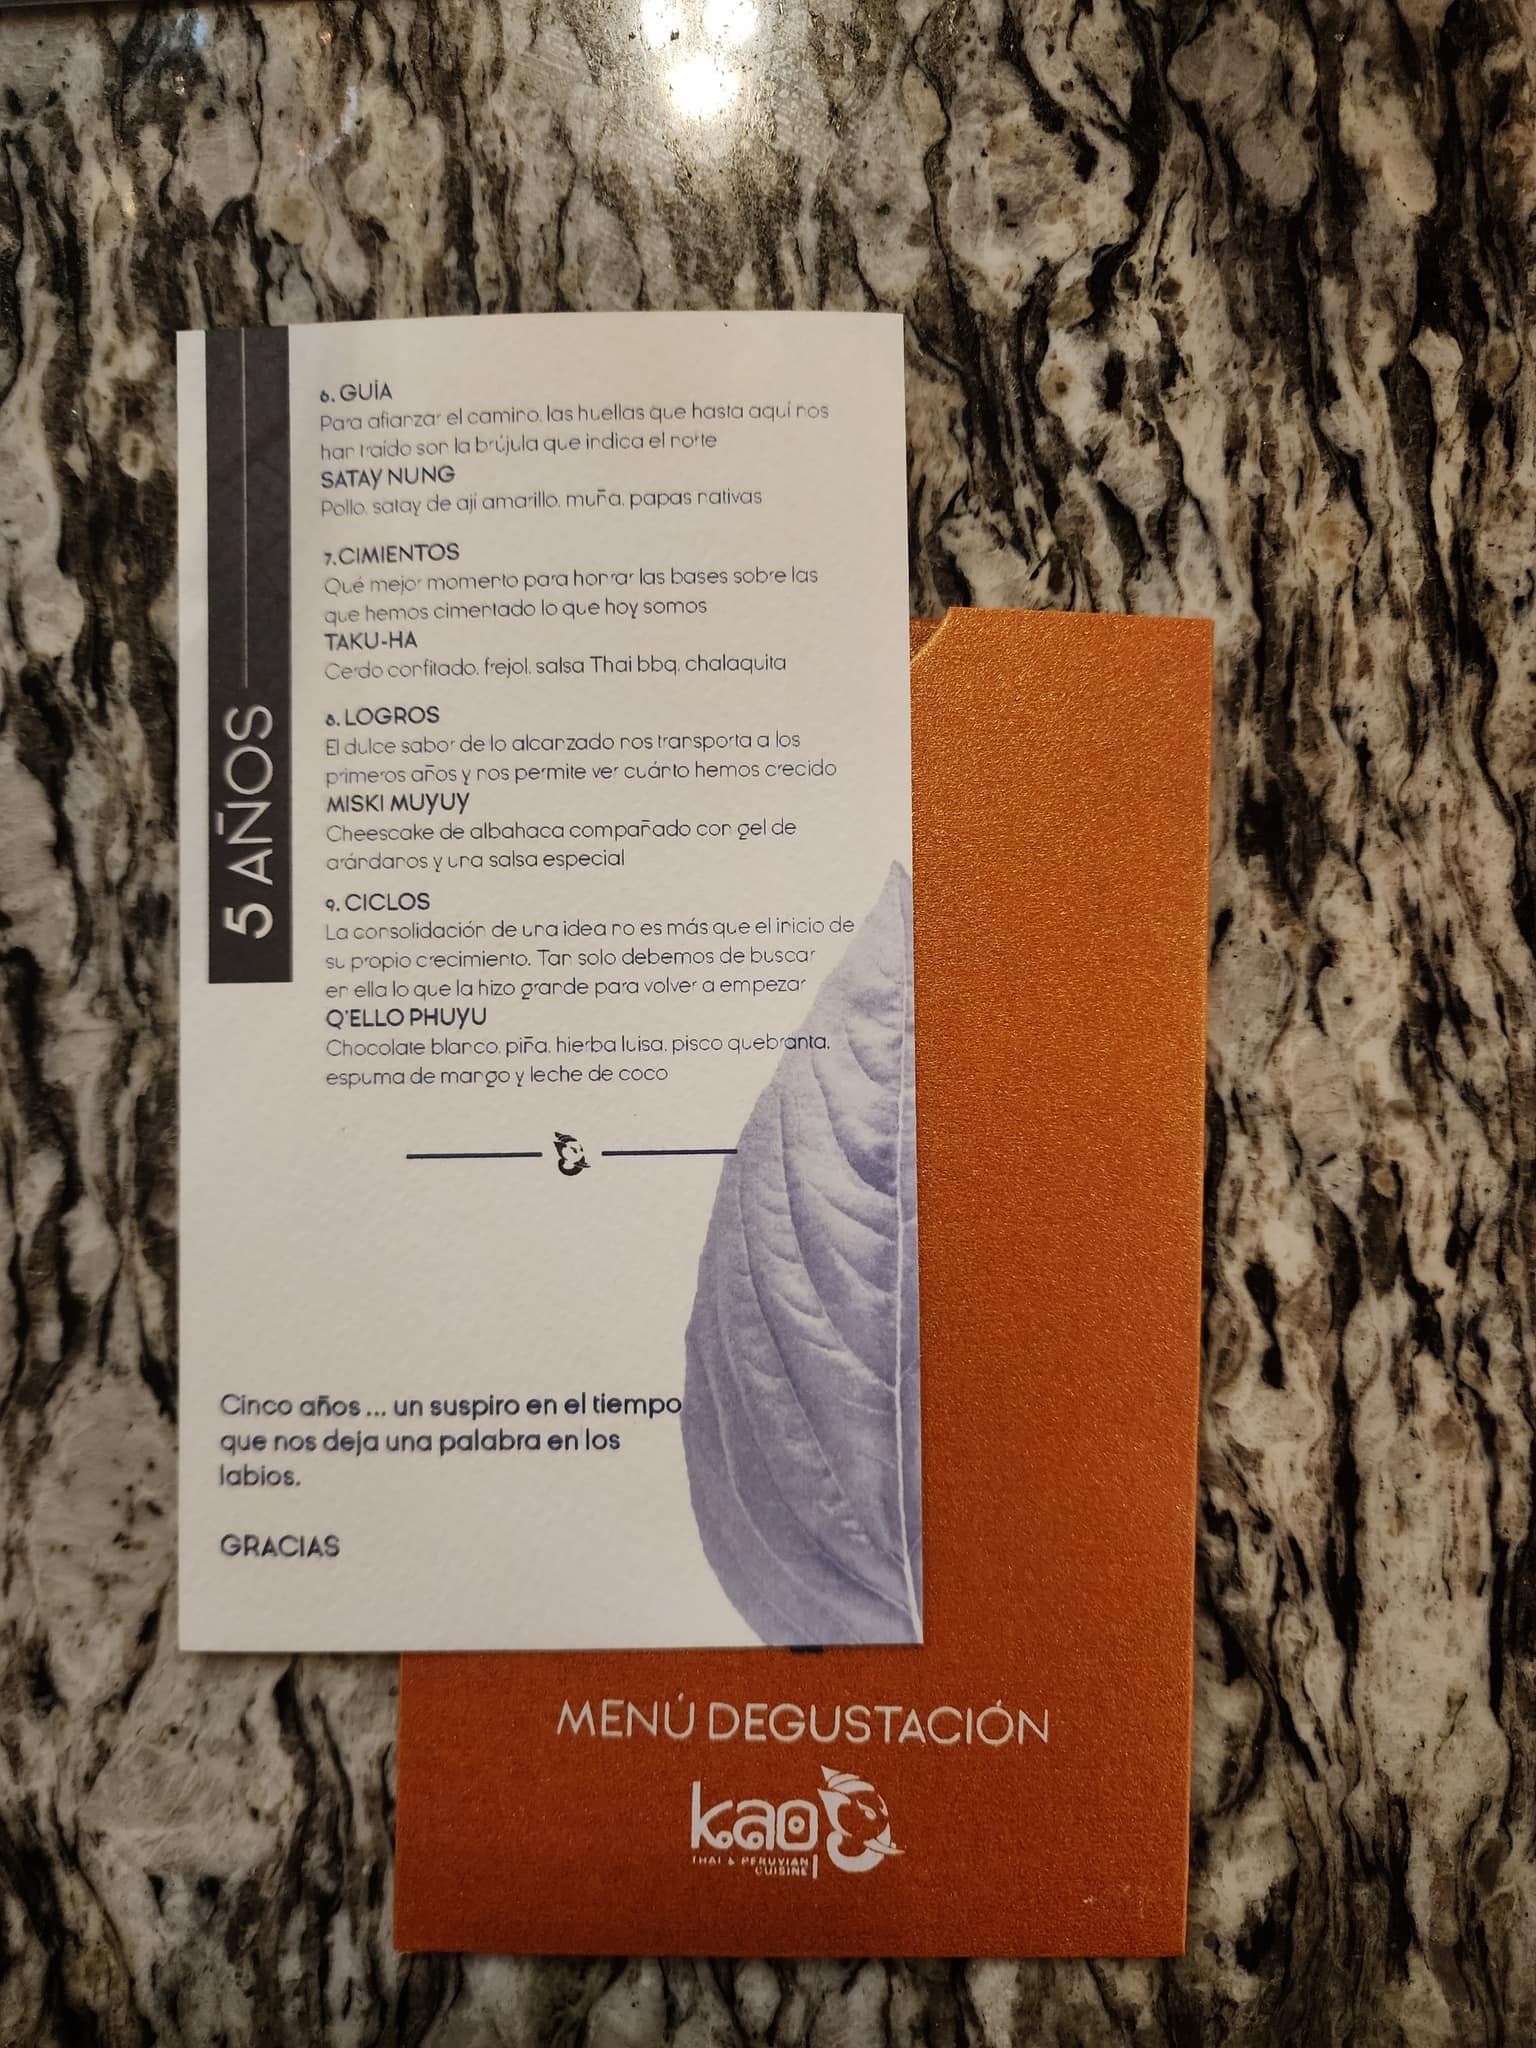 5 AÑOS
6. GUÍA
Para afianzar el camino, las huellas que hasta aquí nos
han traído son la brújula que indica el norte
SATAY NUNG
Pollo, satay de ají amarillo, muña, papas nativas
7. CIMIENTOS
Qué mejor momento para honrar las bases sobre las
que hemos cimentado lo que hoy somos
TAKU-HA
Cerdo confitado, frejol, salsa Thai bbq, chalaquita
8. LOGROS
El dulce sabor de lo alcanzado nos transporta a los
primeros años y nos permite ver cuánto hemos crecido
MISKI MUYUY
Cheescake de albahaca compañado con gel de
arándanos y una salsa especial
9. CICLOS
La consolidación de una idea no es más que el inicio de
su propio crecimiento. Tan solo debemos de buscar
en ella lo que la hizo grande para volver a empezar
Q'ELLO PHUYU
Chocolate blanco, piña, hierba luisa, pisco quebranta,
espuma de mango y leche de coco
Cinco años ... un suspiro en el tiempo
que nos deja una palabra en los
labios.
GRACIAS
MENÚ DEGUSTACIÓN
kao
THAI & PERUVIAN
CUISINE